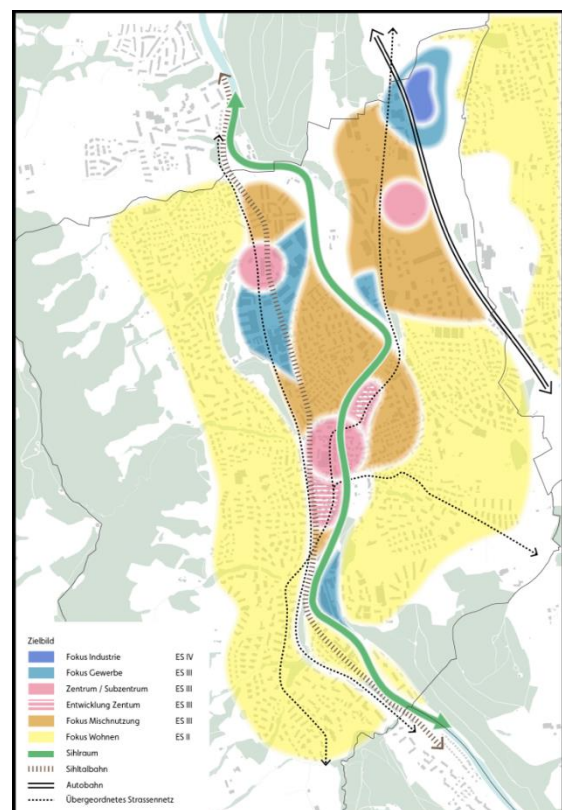 Zielbild
Fokus Industrie ES IV
Fokus Gewerbe ES III
Zentrum / Subzentrum ES III
Entwicklung Zentum ES III
Fokus Mischnutzung ES III
Fokus Wohnen ES II
Sihlraum
Sihltalbahn
Autobahn
Übergeordnetes Strassennetz